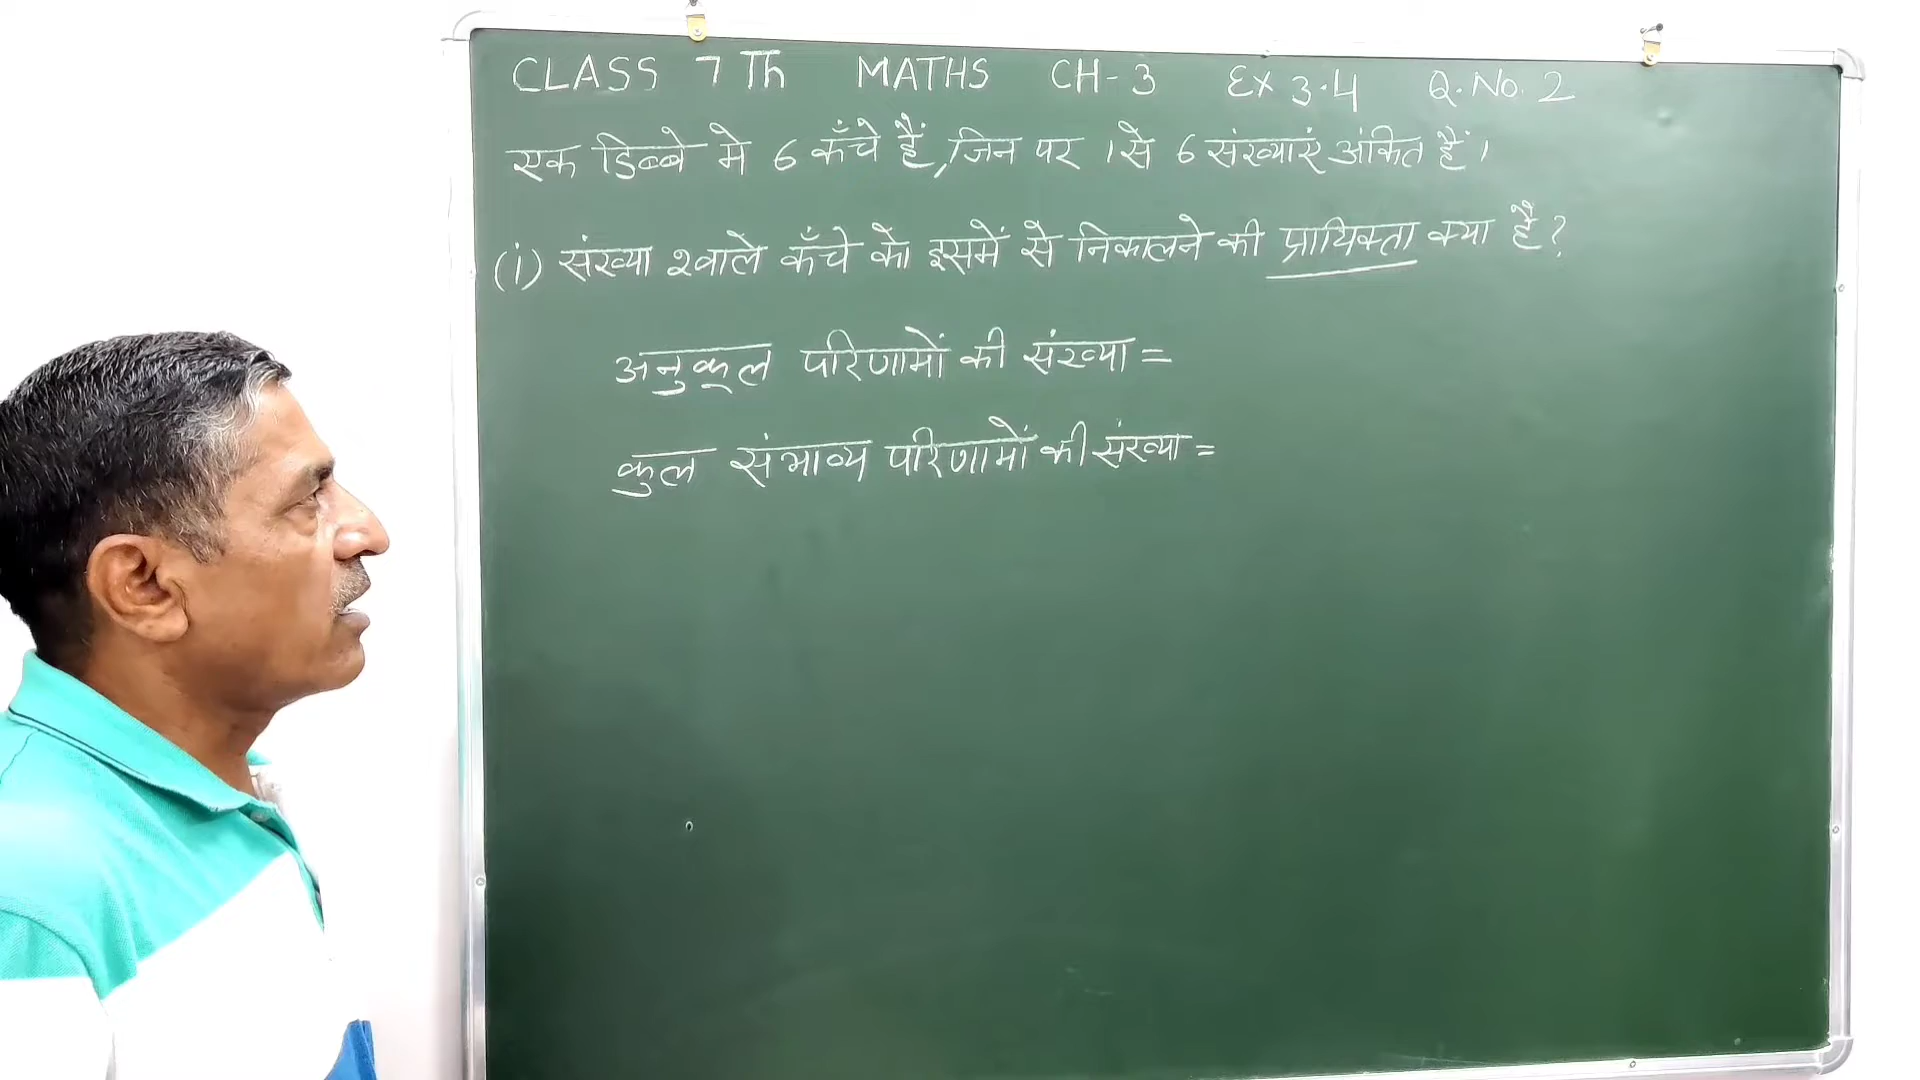 CLASS 7 Th MATHS CH-3 Ex 3.4 Q.No. 2
एक डिब्बे मे 6 कँचे हैं, जिन पर 1 से 6 संख्याएं अंकित हैं।
(i) संख्या 2 वाले कँचे को इसमें से निकालने की प्रायिक्ता क्या है?
अनुकूल परिणामों की संख्या =
कुल संभाव्य परिणामों की संख्या =